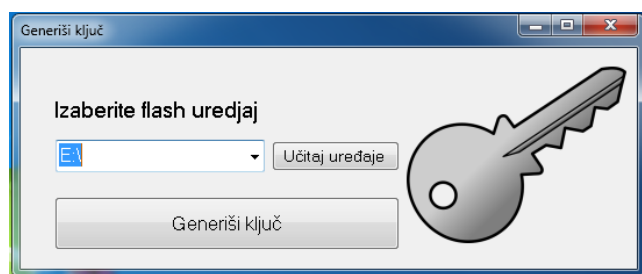 Generiši ključ
Izaberite flash uredjaj
E:\
Učitaj uređaje
Generiši ključ